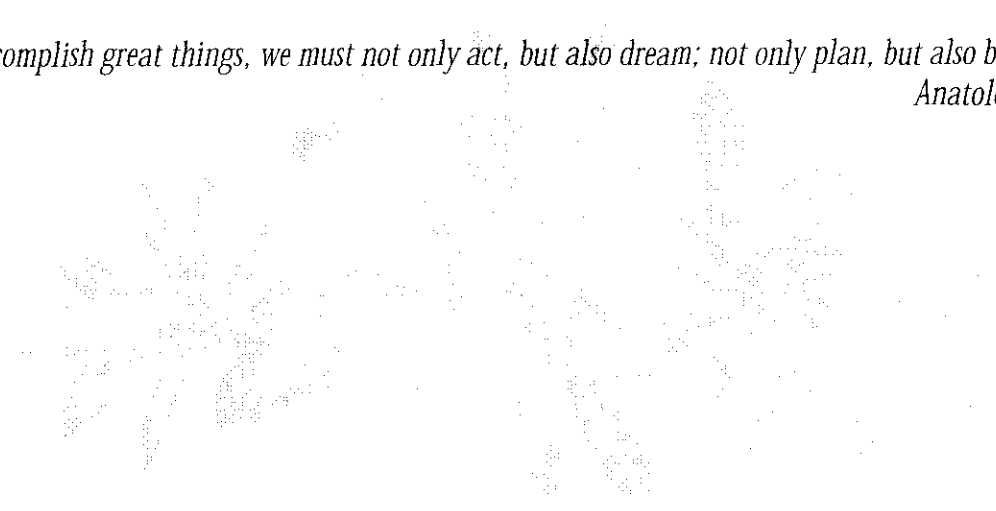 complish great things, we must not only act, but also dream; not only plan, but also b
Anatol